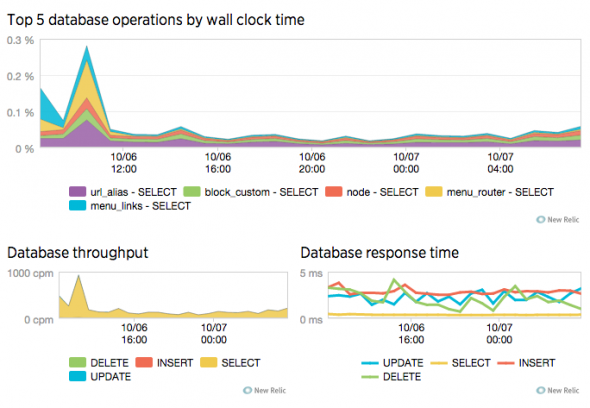 Top 5 database operations by wall clock time
0.3 %
0.2 %
0.1 %
0 %
10/06 10/06 10/06 10/07 10/07
12:00 16:00 20:00 00:00 04:00
url_alias - SELECT block_custom - SELECT node - SELECT menu_router - SELECT
menu_links - SELECT
New Relic
Database throughput
1000 cpm
0 cpm
10/06 10/07
16:00 00:00
DELETE INSERT SELECT
UPDATE
New Relic
Database response time
5 ms
0 ms
10/06 10/07
16:00 00:00
UPDATE SELECT INSERT
DELETE
New Relic